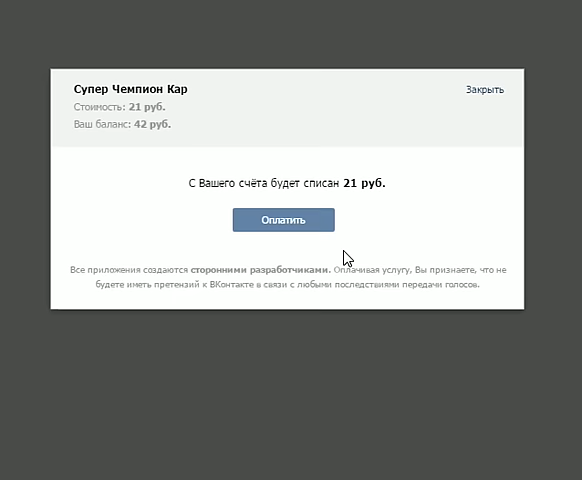 Супер Чемпион Кар
Закрыть
Стоимость: 21 руб.
Ваш баланс: 42 руб.
С Вашего счёта будет списан 21 руб.
Оплатить
Все приложения создаются сторонними разработчиками. Оплачивая услугу, Вы признаете, что не
будете иметь претензий к ВКонтакте в связи с любыми последствиями передачи голосов.